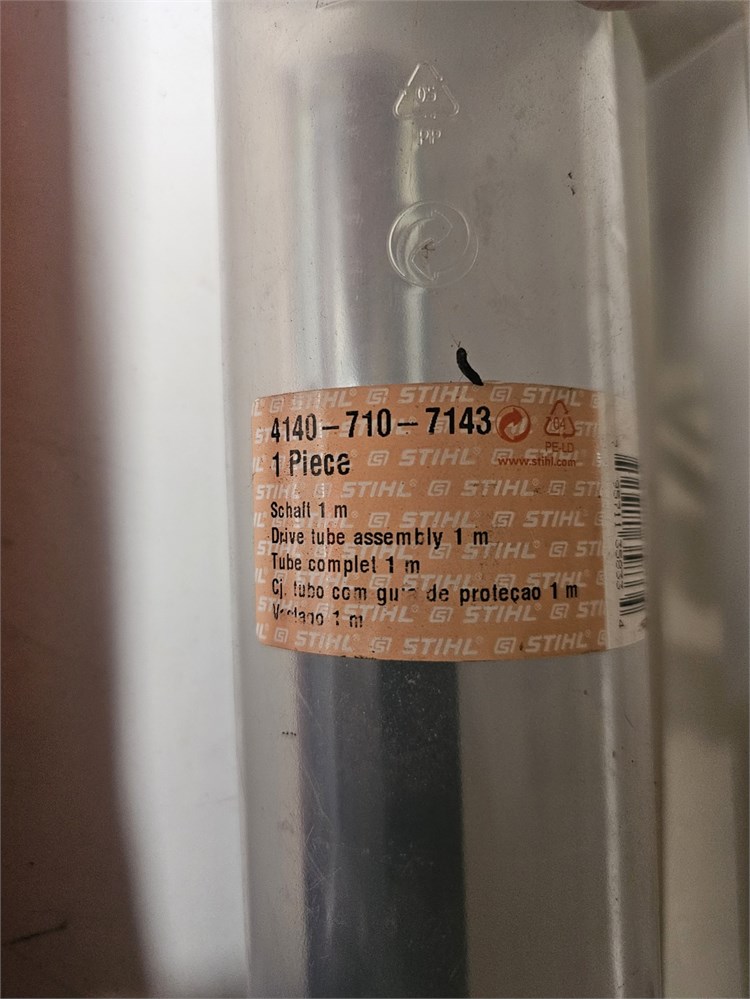 05
PP
4140-710-7143
04
PE-LD
1 Piece
www.stihl.com
Schaft 1 m
Drive tube assembly 1 m
Tube complet 1 m
Cj. tubo com guia de proteçao 1 m
1 m
STIHL